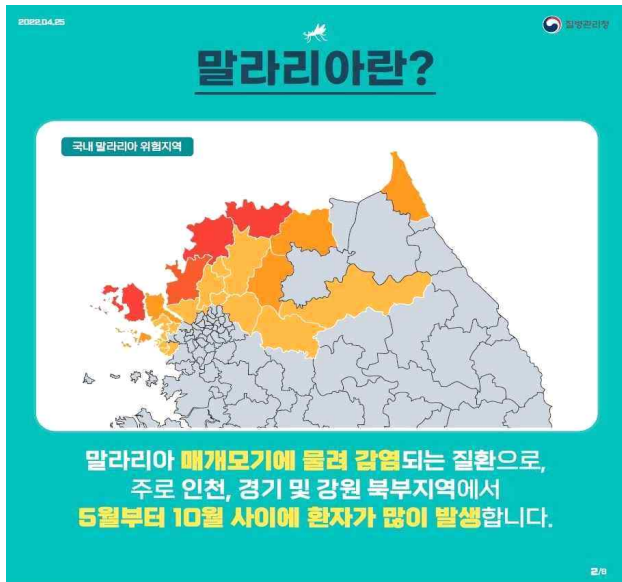 2022.04.25
질병관리청
말라리아란?
국내 말라리아 위험지역
말라리아 매개모기에 물려 감염되는 질환으로,
주로 인천, 경기 및 강원 북부지역에서
5월부터 10월 사이에 환자가 많이 발생합니다.
2/8